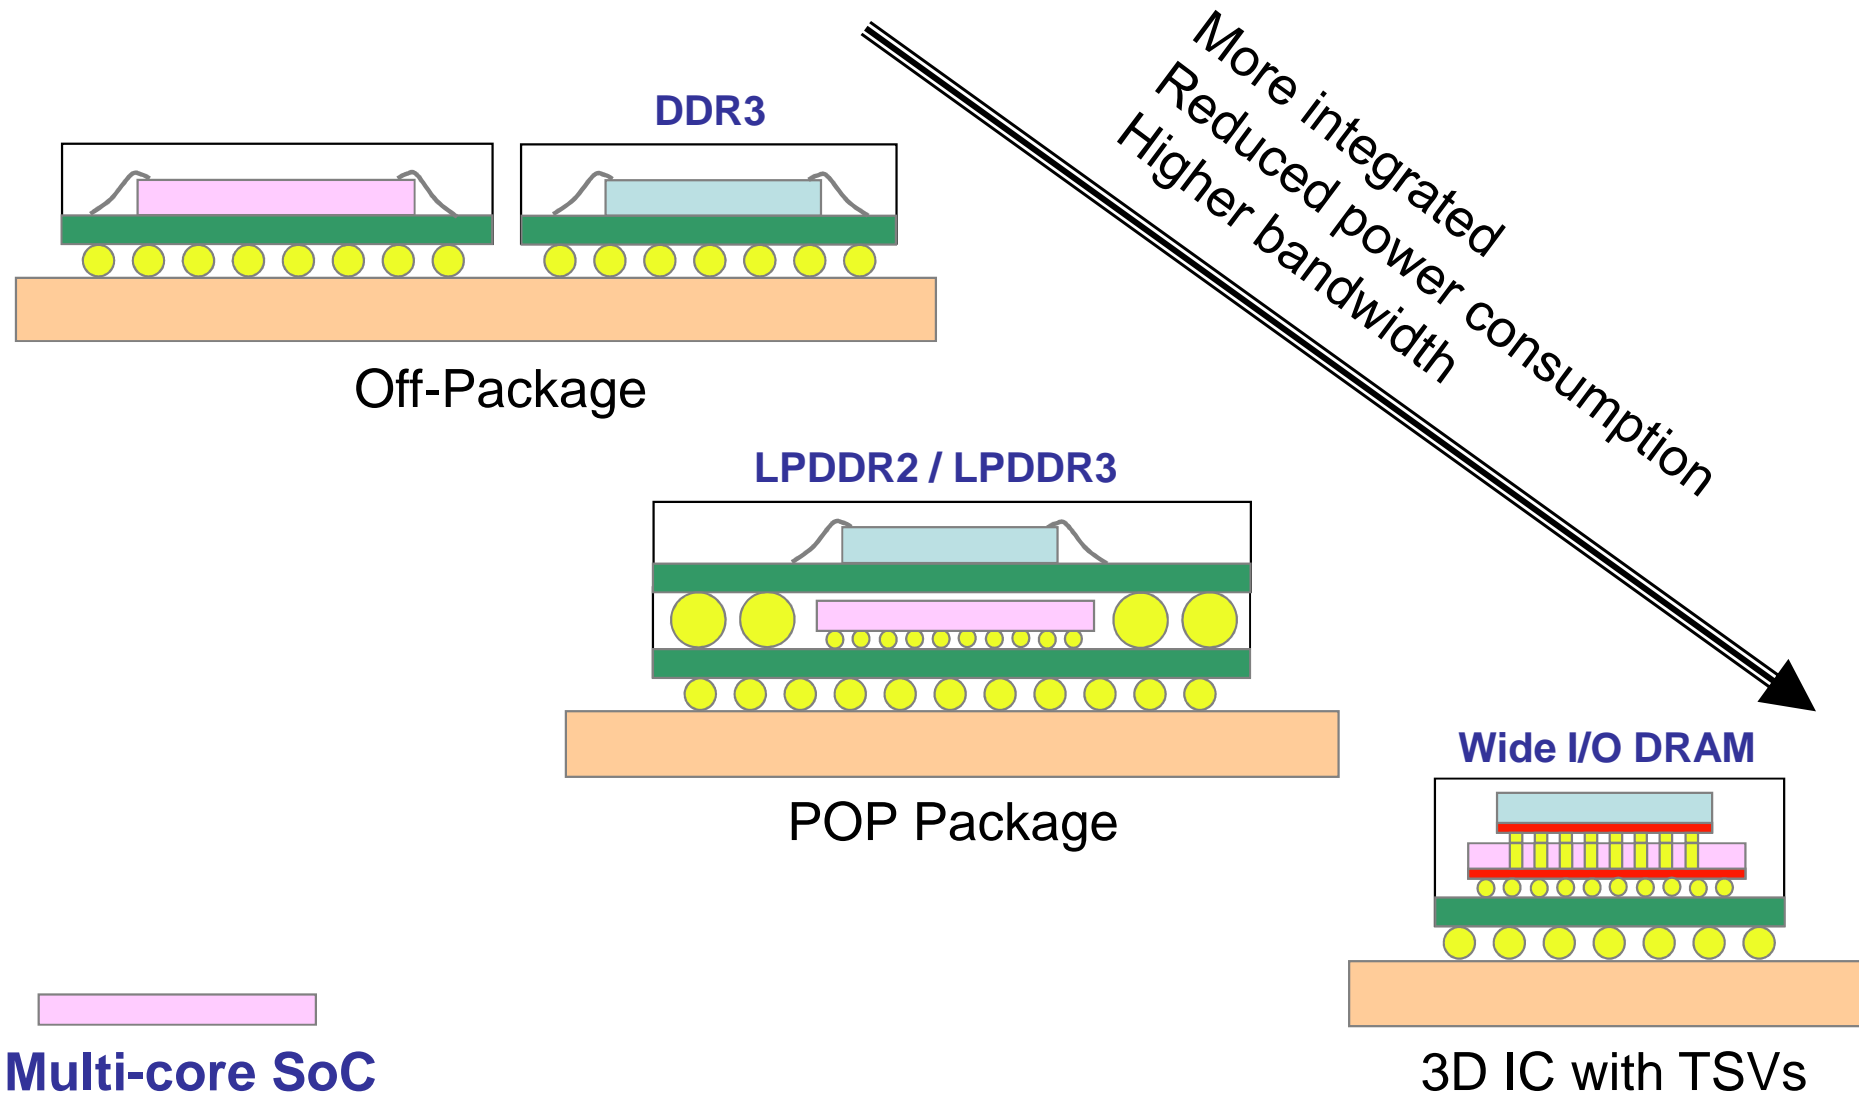 More integrated
Reduced power consumption
Higher bandwidth
DDR3
Off-Package
LPDDR2 / LPDDR3
POP Package
Wide I/O DRAM
3D IC with TSVs
Multi-core SoC